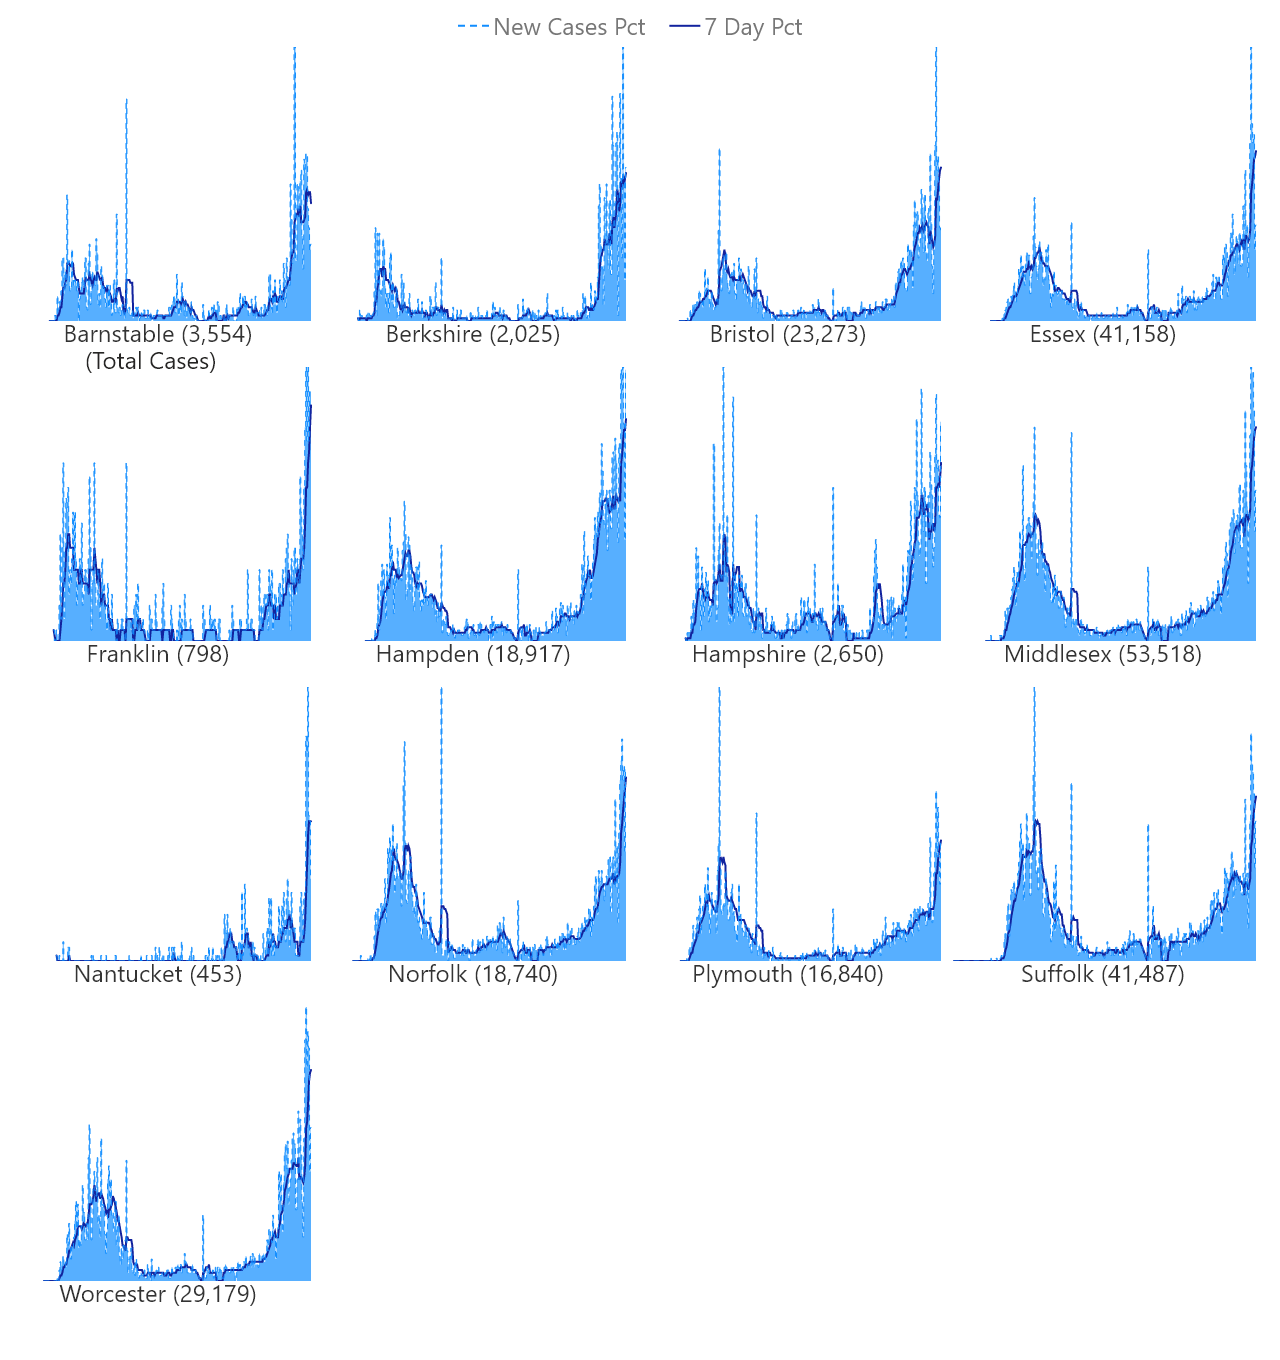 New Cases Pct 7 Day Pct
Barnstable (3,554) Berkshire (2,025) Bristol (23,273) Essex (41,158)
(Total Cases)
Franklin (798) Hampden (18,917) Hampshire (2,650) Middlesex (53,518)
Nantucket (453) Norfolk (18,740) Plymouth (16,840) Suffolk (41,487)
Worcester (29,179)